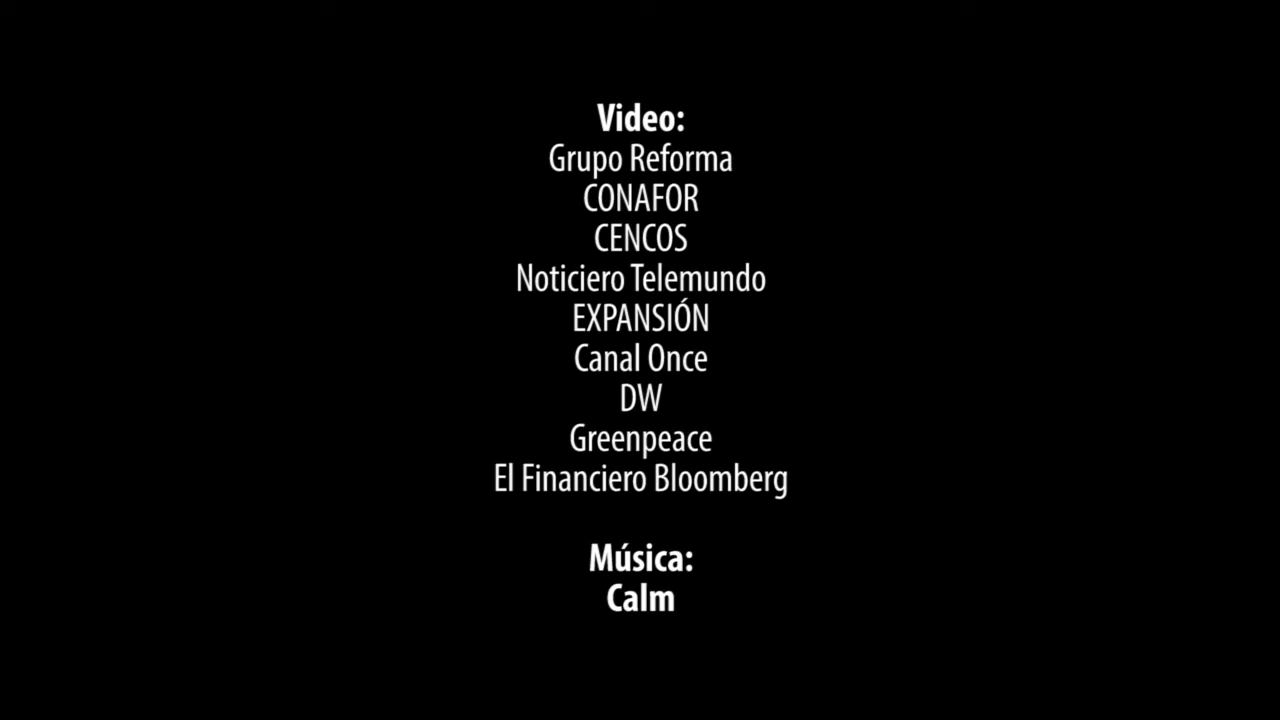 Video:
Grupo Reforma
CONAFOR
CENCOS
Noticiero Telemundo
EXPANSIÓN
Canal Once
DW
Greenpeace
El Financiero Bloomberg
Música:
Calm